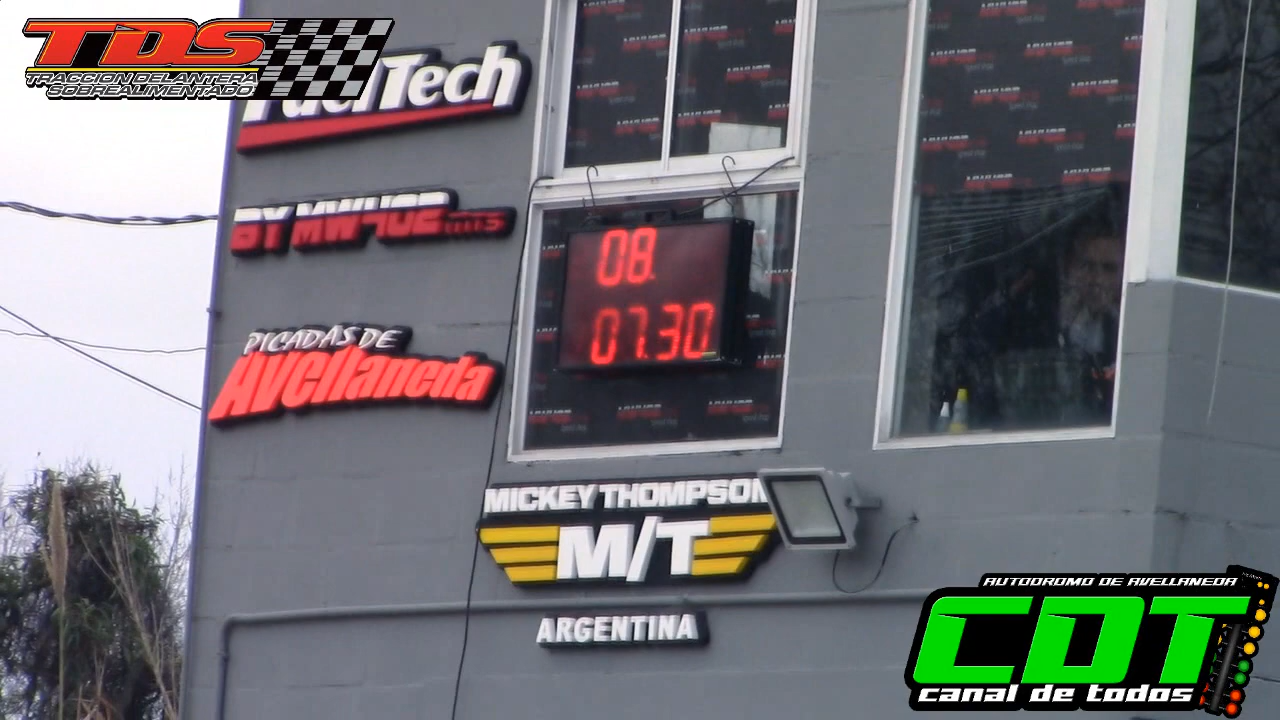 TDS
TRACCION DELANTERA
SOBREALIMENTADO
FuelTech
BY MW402
PICADAS DE
Avellaneda
08.
07.30
MICKEY THOMPSON
M/T
ARGENTINA
AUTODROMO DE AVELLANEDA
CDT
canal de todos